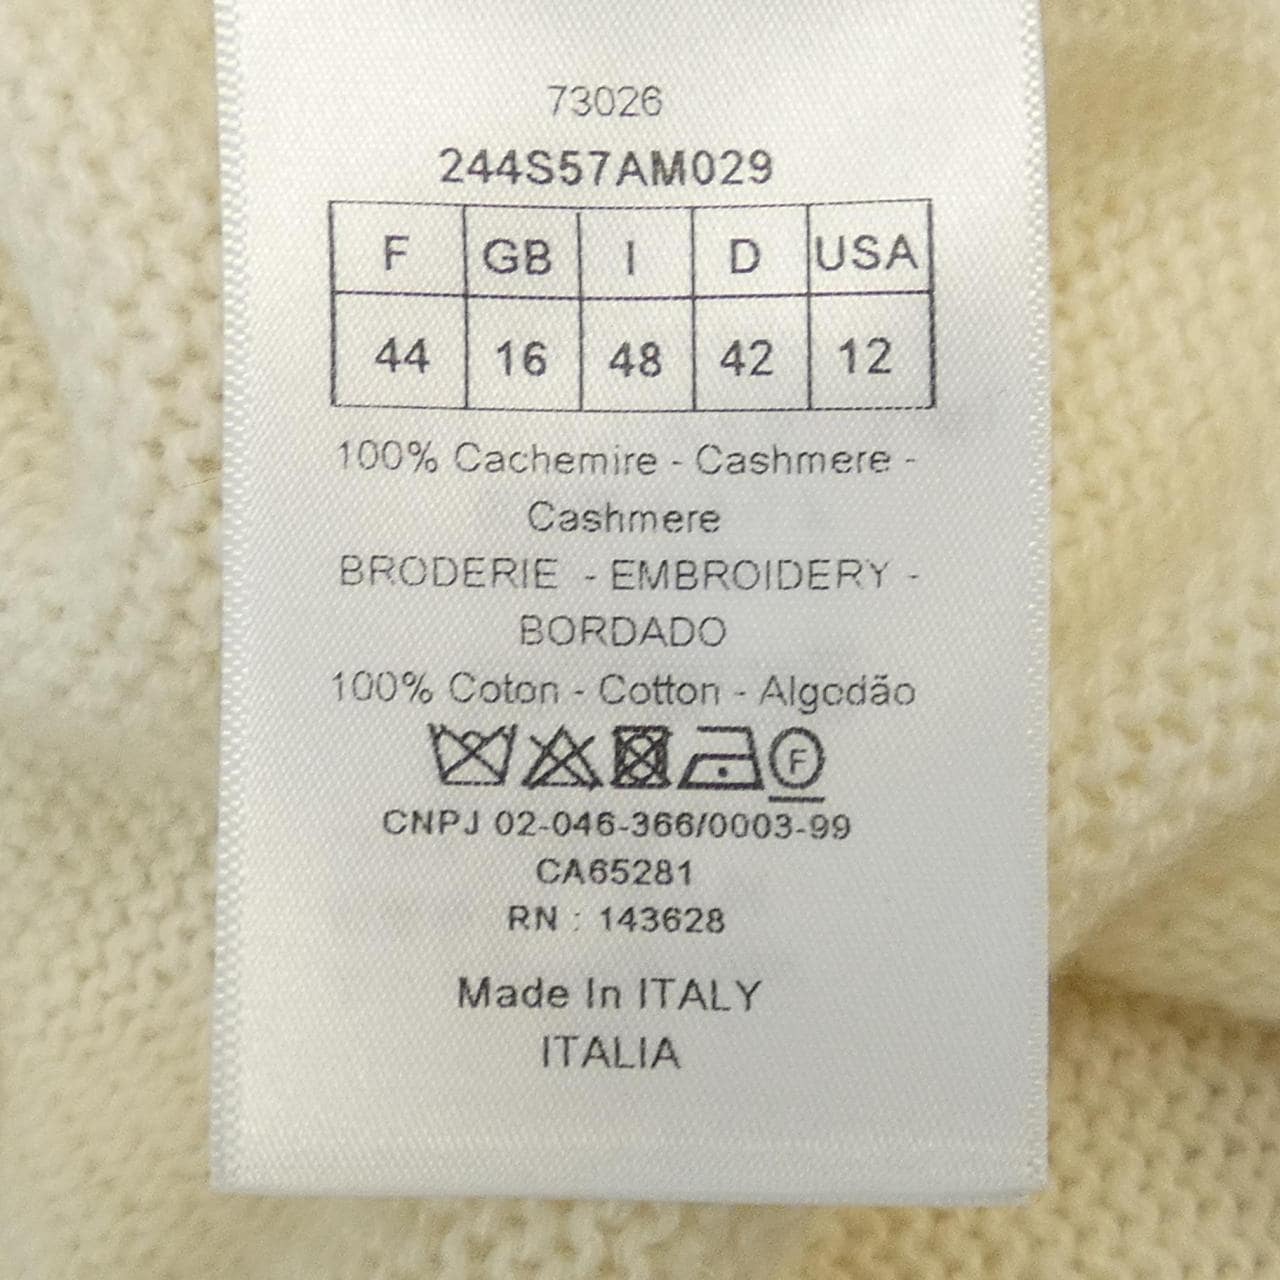 73026
244S57AM029
F GB I D USA
44 16 48 42 12
100% Cachemire - Cashmere -
Cashmere
BRODERIE - EMBROIDERY -
BORDADO
100% Coton - Cotton - Algodão
F
CNPJ 02-046-366/0003-99
CA65281
RN : 143628
Made In ITALY
ITALIA